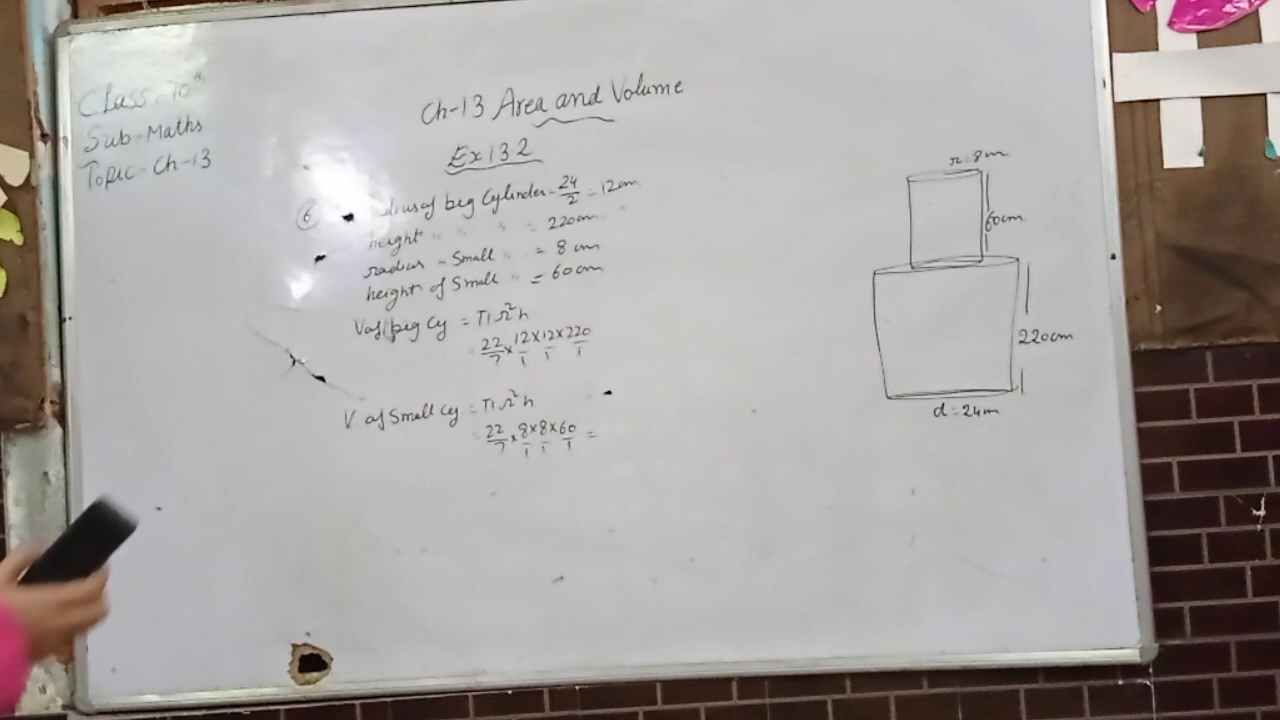 Class-10th
Sub-Maths
Topic-Ch-13
Ch-13 Area and Volume
Ex 13.2
6 dius of big Cylinder = 24/2 = 12cm
height " " " = 220cm
radius " Small " = 8 cm
height of Small " = 60cm
V of big Cy = πr²h
= 22/7 × 12/1 × 12/1 × 220/1
V of Small Cy = πr²h
= 22/7 × 8/1 × 8/1 × 60/1 =
r=8m
60cm
220cm
d=24m